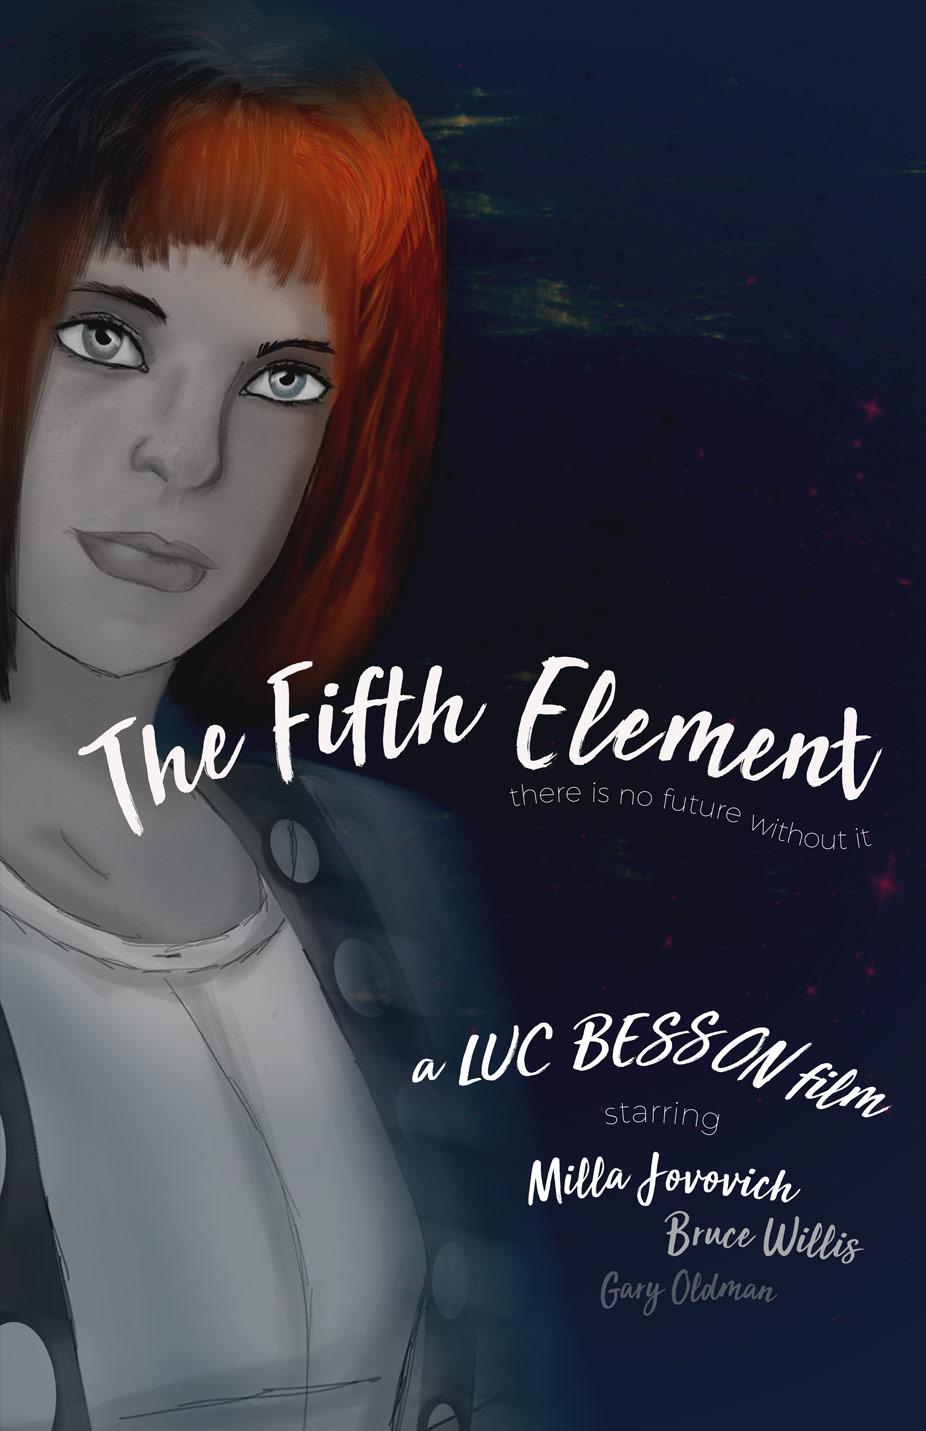 The Fifth Element
there is no future without it
a LUC BESSON film
starring
Milla Jovovich
Bruce Willis
Gary Oldman